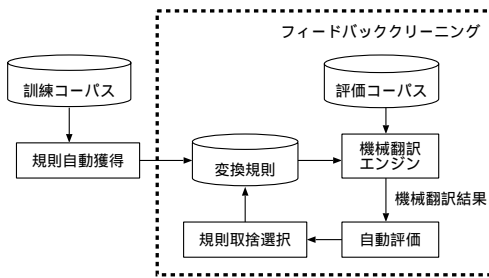 フィードバッククリーニング
訓練コーパス
評価コーパス
規則自動獲得
変換規則
機械翻訳
エンジン
機械翻訳結果
規則取捨選択
自動評価